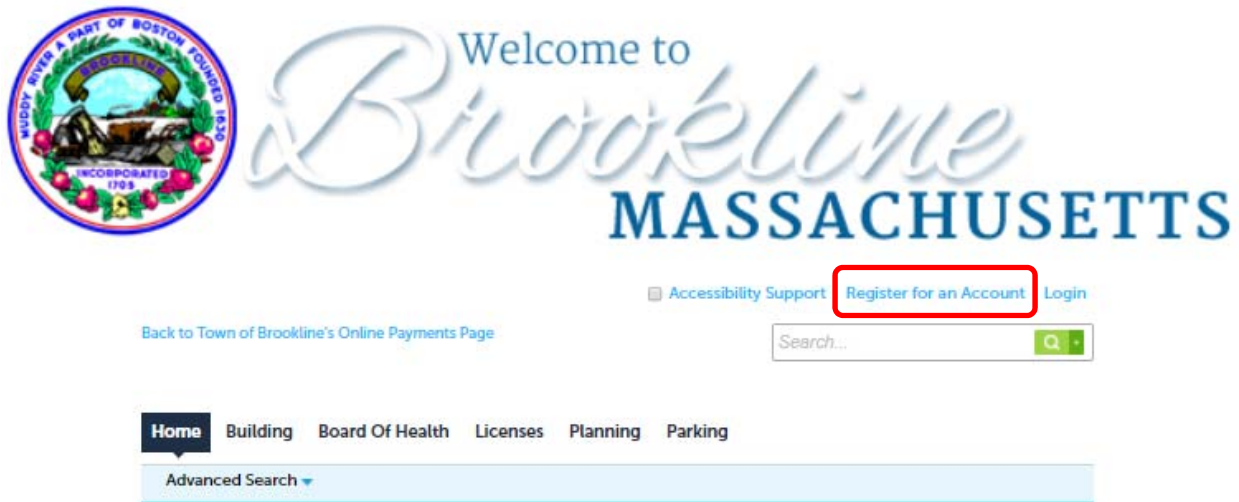 MUDDY RIVER A PART OF BOSTON FOUNDED 1630
BROOKLINE
INCORPORATED
1705
Welcome to
Brookline
MASSACHUSETTS
Accessibility Support Register for an Account Login
Back to Town of Brookline's Online Payments Page
Search...
Home Building Board Of Health Licenses Planning Parking
Advanced Search